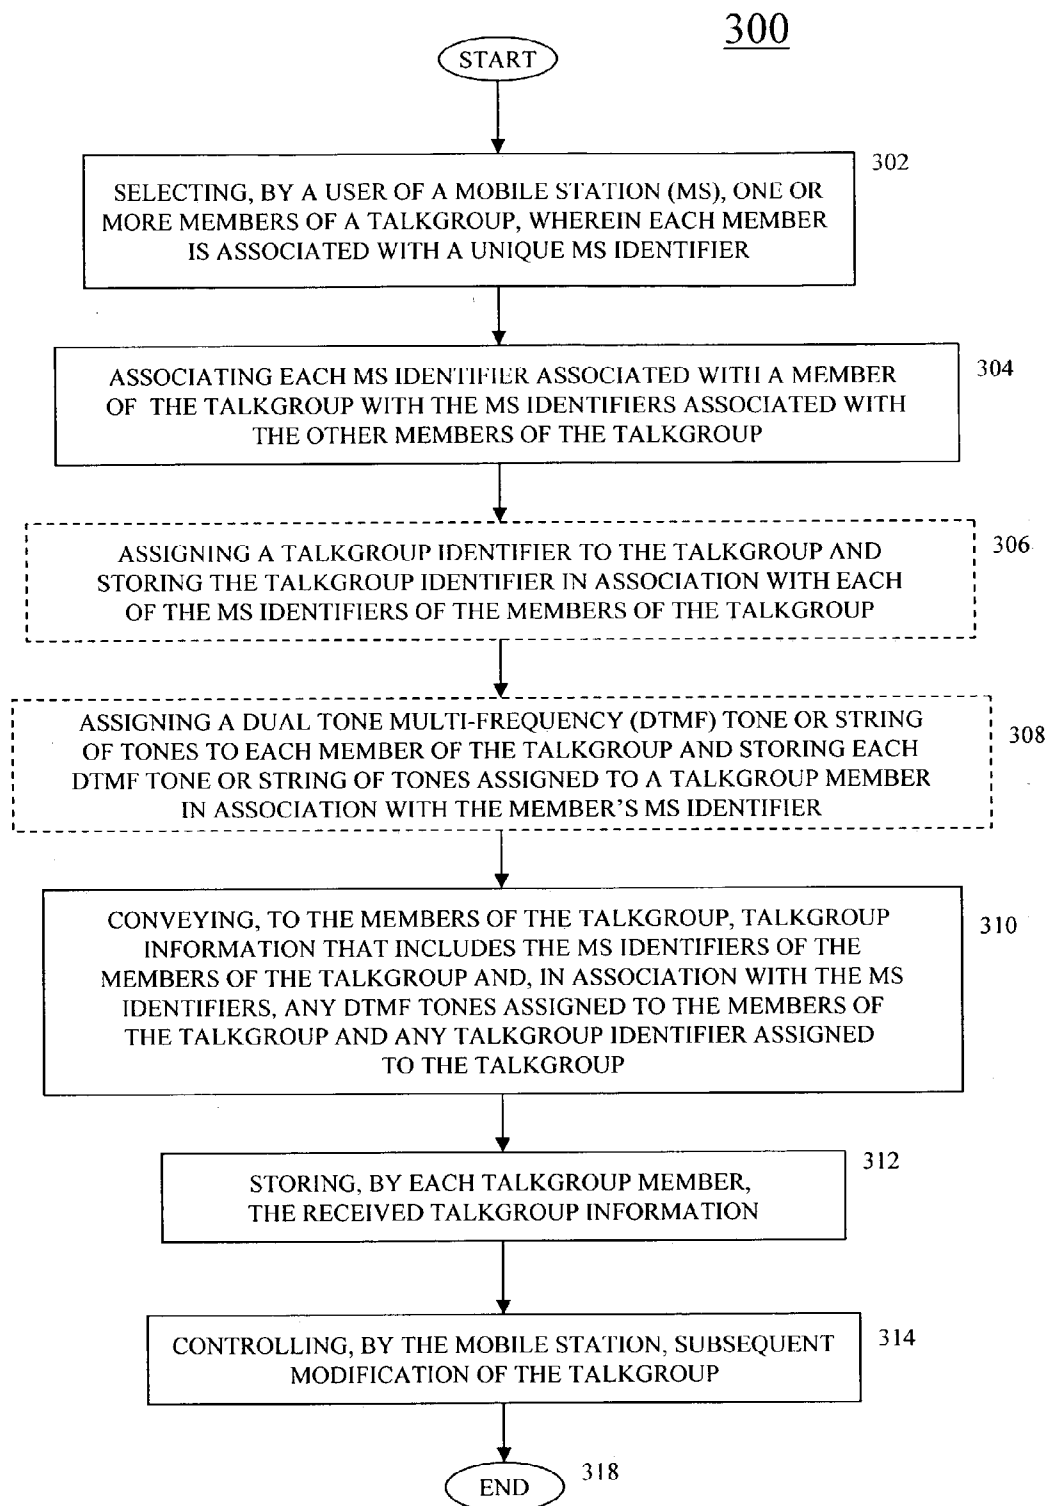 300
START
302
SELECTING, BY A USER OF A MOBILE STATION (MS), ONE OR
MORE MEMBERS OF A TALKGROUP, WHEREIN EACH MEMBER
IS ASSOCIATED WITH A UNIQUE MS IDENTIFIER
304
ASSOCIATING EACH MS IDENTIFIER ASSOCIATED WITH A MEMBER
OF THE TALKGROUP WITH THE MS IDENTIFIERS ASSOCIATED WITH
THE OTHER MEMBERS OF THE TALKGROUP
306
ASSIGNING A TALKGROUP IDENTIFIER TO THE TALKGROUP AND
STORING THE TALKGROUP IDENTIFIER IN ASSOCIATION WITH EACH
OF THE MS IDENTIFIERS OF THE MEMBERS OF THE TALKGROUP
308
ASSIGNING A DUAL TONE MULTI-FREQUENCY (DTMF) TONE OR STRING
OF TONES TO EACH MEMBER OF THE TALKGROUP AND STORING EACH
DTMF TONE OR STRING OF TONES ASSIGNED TO A TALKGROUP MEMBER
IN ASSOCIATION WITH THE MEMBER'S MS IDENTIFIER
310
CONVEYING, TO THE MEMBERS OF THE TALKGROUP, TALKGROUP
INFORMATION THAT INCLUDES THE MS IDENTIFIERS OF THE
MEMBERS OF THE TALKGROUP AND, IN ASSOCIATION WITH THE MS
IDENTIFIERS, ANY DTMF TONES ASSIGNED TO THE MEMBERS OF
THE TALKGROUP AND ANY TALKGROUP IDENTIFIER ASSIGNED
TO THE TALKGROUP
312
STORING, BY EACH TALKGROUP MEMBER,
THE RECEIVED TALKGROUP INFORMATION
314
CONTROLLING, BY THE MOBILE STATION, SUBSEQUENT
MODIFICATION OF THE TALKGROUP
END
318